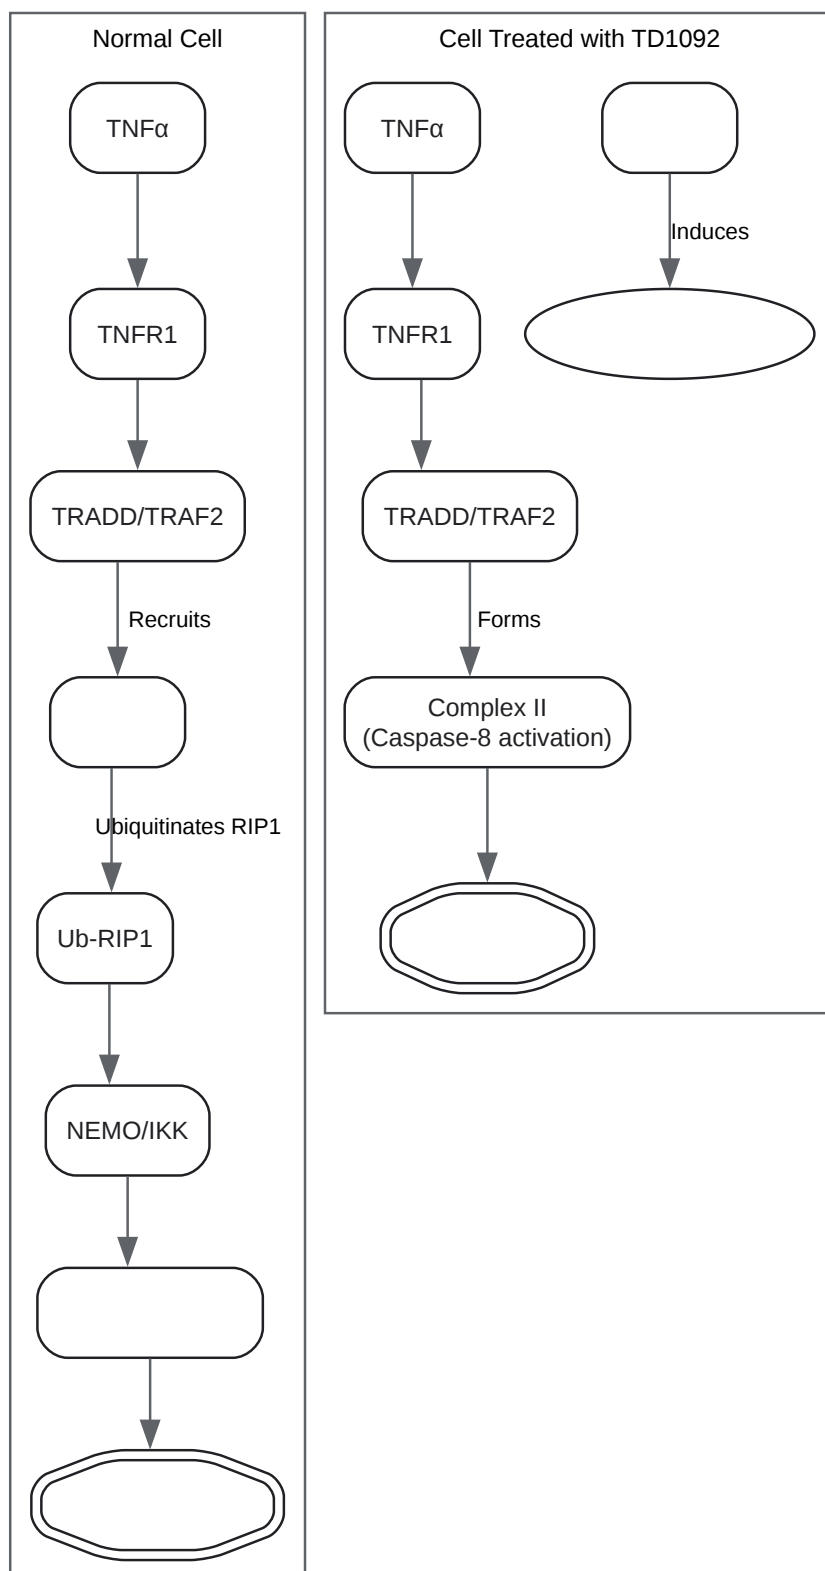 Normal Cell
TNFα
TNFR1
TRADD/TRAF2
Recruits
Ubiquitinates RIP1
Ub-RIP1
NEMO/IKK
Cell Treated with TD1092
TNFα
Induces
TNFR1
TRADD/TRAF2
Forms
Complex II
(Caspase-8 activation)